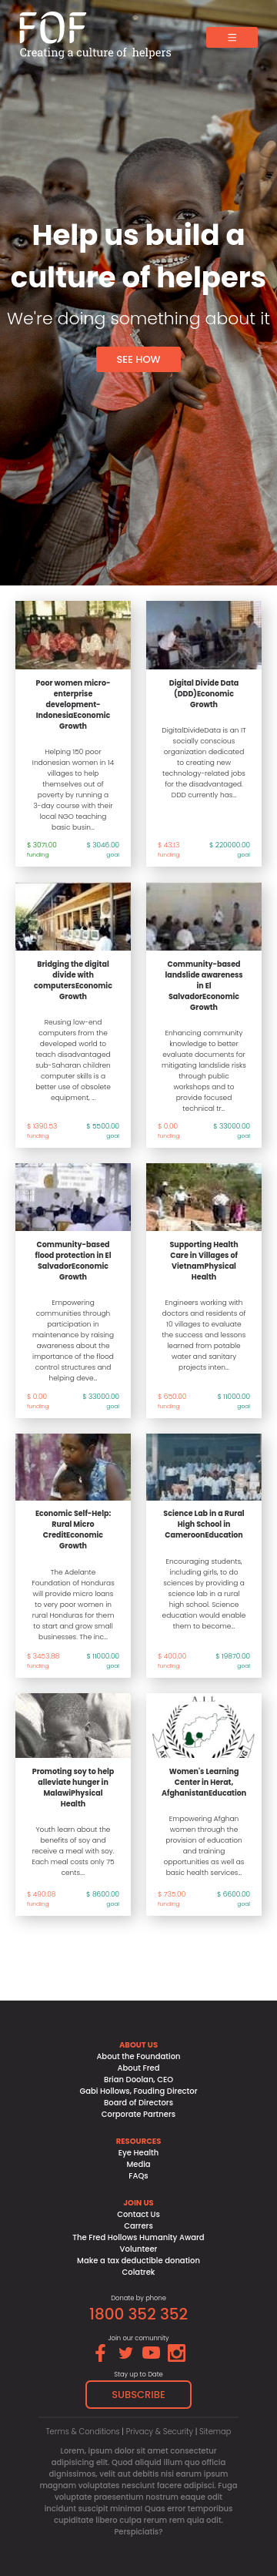 FOF
Creating a culture of helpers
Help us build a
culture of helpers
We're doing something about it
SEE HOW
Poor women micro-
enterprise
development-
IndonesiaEconomic
Growth
Helping 150 poor
Indonesian women in 14
villages to help
themselves out of
poverty by running a
3-day course with their
local NGO teaching
basic busin...
$ 3071.00 $ 3046.00
funding goal
Digital Divide Data
(DDD)Economic
Growth
DigitalDivideData is an IT
socially conscious
organization dedicated
to creating new
technology-related jobs
for the disadvantaged.
DDD currently has...
$ 43.13 $ 220000.00
funding goal
Bridging the digital
divide with
computersEconomic
Growth
Reusing low-end
computers from the
developed world to
teach disadvantaged
sub-Saharan children
computer skills is a
better use of obsolete
equipment, ...
$ 1398.53 $ 5500.00
funding goal
Community-based
landslide awareness
in El
SalvadorEconomic
Growth
Enhancing community
knowledge to better
evaluate documents for
mitigating landslide risks
through public
workshops and to
provide focused
technical tr...
$ 0.00 $ 33000.00
funding goal
Community-based
flood protection in El
SalvadorEconomic
Growth
Empowering
communities through
participation in
maintenance by raising
awareness about the
importance of the flood
control structures and
helping deve...
$ 0.00 $ 33000.00
funding goal
Supporting Health
Care in Villages of
VietnamPhysical
Health
Engineers working with
doctors and residents of
10 villages to evaluate
the success and lessons
learned from potable
water and sanitary
projects inten...
$ 650.00 $ 11000.00
funding goal
Economic Self-Help:
Rural Micro
CreditEconomic
Growth
The Adelante
Foundation of Honduras
will provide micro loans
to very poor women in
rural Honduras for them
to start and grow small
businesses. The inc...
$ 3453.88 $ 11000.00
funding goal
Science Lab in a Rural
High School in
CameroonEducation
Encouraging students,
including girls, to do
sciences by providing a
science lab in a rural
high school. Science
education would enable
them to become...
$ 400.00 $ 19870.00
funding goal
Promoting soy to help
alleviate hunger in
MalawiPhysical
Health
Youth learn about the
benefits of soy and
receive a meal with soy.
Each meal costs only 75
cents....
$ 490.08 $ 8600.00
funding goal
A I L
Women's Learning
Center in Herat,
AfghanistanEducation
Empowering Afghan
women through the
provision of education
and training
opportunities as well as
basic health services...
$ 735.00 $ 6600.00
funding goal
ABOUT US
About the Foundation
About Fred
Brian Doolan, CEO
Gabi Hollows, Fouding Director
Board of Directors
Corporate Partners
RESOURCES
Eye Health
Media
FAQs
JOIN US
Contact Us
Carrers
The Fred Hollows Humanity Award
Volunteer
Make a tax deductible donation
Colatrek
Donate by phone
1800 352 352
Join our comunnity
Stay up to Date
SUBSCRIBE
Terms & Conditions | Privacy & Security | Sitemap
Lorem, ipsum dolor sit amet consectetur
adipisicing elit. Quod aliquid illum quo officia
dignissimos, velit aut debitis nisi earum ipsum
magnam voluptates nesciunt facere adipisci. Fuga
voluptate praesentium nostrum eaque odit
incidunt suscipit minima! Quas error temporibus
cupiditate libero culpa rerum rem quia odit.
Perspiciatis?